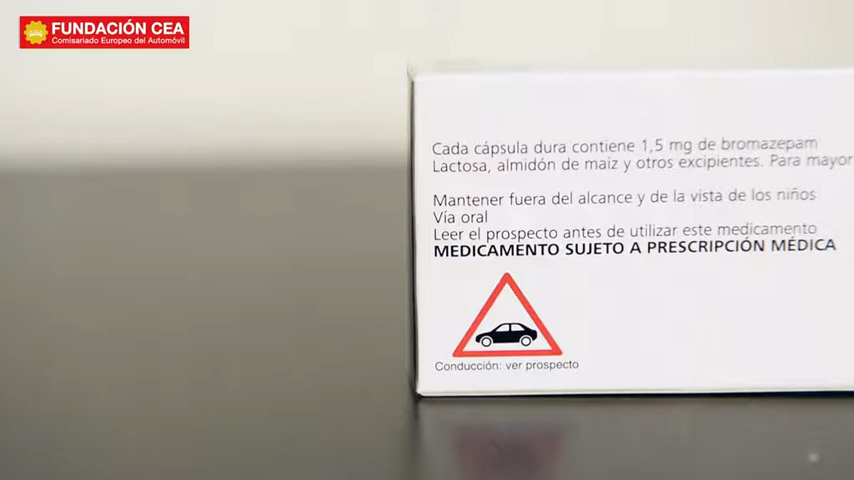 FUNDACIÓN CEA
Comisariado Europeo del Automóvil
Cada cápsula dura contiene 1,5 mg de bromazepam
Lactosa, almidón de maíz y otros excipientes. Para mayor
Mantener fuera del alcance y de la vista de los niños
Vía oral
Leer el prospecto antes de utilizar este medicamento
MEDICAMENTO SUJETO A PRESCRIPCIÓN MÉDICA
Conducción: ver prospecto